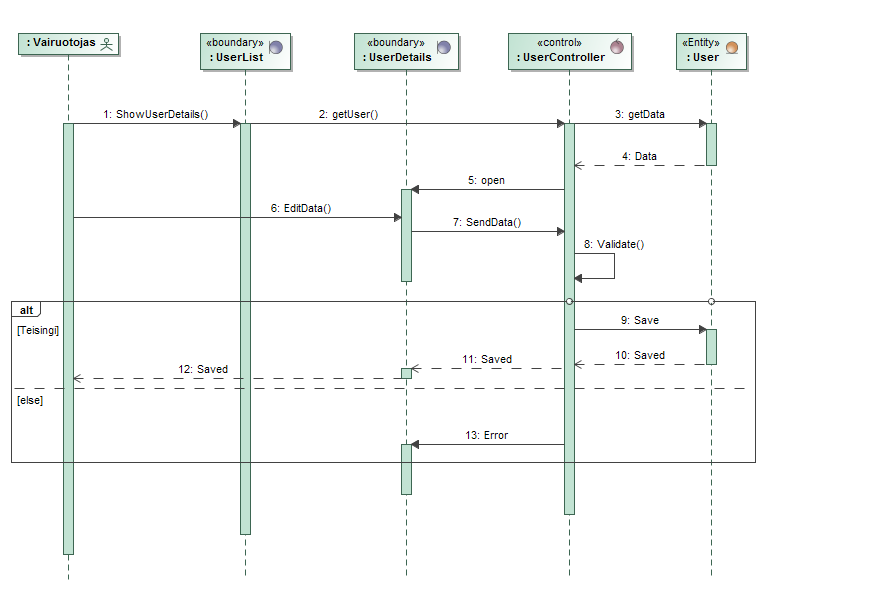 : Vairuotojas
«boundary»
: UserList
«boundary»
: UserDetails
«control»
: UserController
«Entity»
: User
1: ShowUserDetails()
2: getUser()
3: getData
4: Data
5: open
6: EditData()
7: SendData()
8: Validate()
alt
[Teisingi]
9: Save
10: Saved
11: Saved
12: Saved
[else]
13: Error